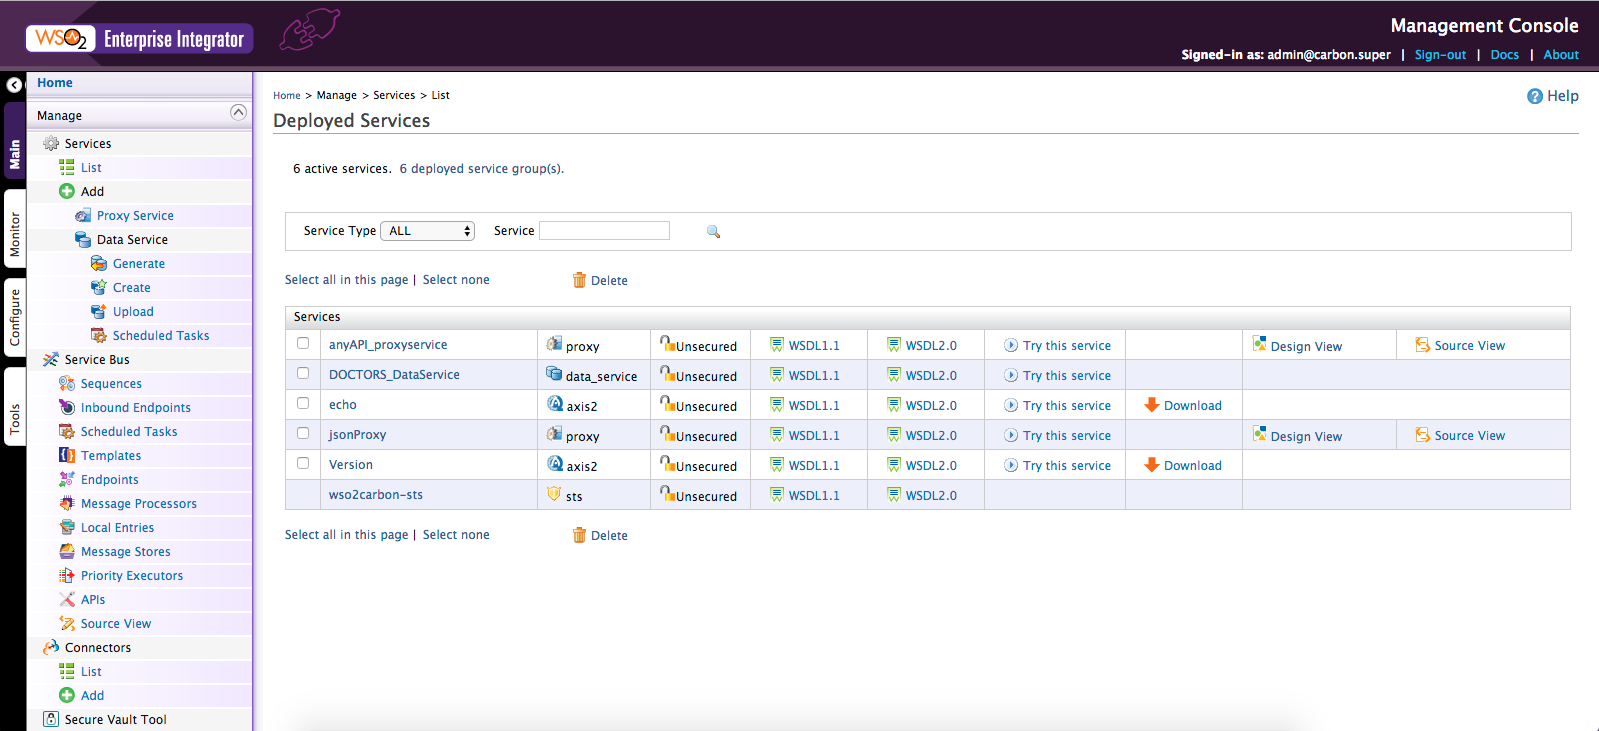 WSO2 Enterprise Integrator
Management Console
Signed-in as: admin@carbon.super | Sign-out | Docs | About
Main
Monitor
Configure
Tools
Home
Manage
Services
List
Add
Proxy Service
Data Service
Generate
Create
Upload
Scheduled Tasks
Service Bus
Sequences
Inbound Endpoints
Scheduled Tasks
Templates
Endpoints
Message Processors
Local Entries
Message Stores
Priority Executors
APIs
Source View
Connectors
List
Add
Secure Vault Tool
Home > Manage > Services > List
Help
Deployed Services
6 active services. 6 deployed service group(s).
Service Type ALL Service
Select all in this page | Select none Delete
Services
anyAPI_proxyservice proxy Unsecured WSDL1.1 WSDL2.0 Try this service Design View Source View
DOCTORS_DataService data_service Unsecured WSDL1.1 WSDL2.0 Try this service
echo axis2 Unsecured WSDL1.1 WSDL2.0 Try this service Download
jsonProxy proxy Unsecured WSDL1.1 WSDL2.0 Try this service Design View Source View
Version axis2 Unsecured WSDL1.1 WSDL2.0 Try this service Download
wso2carbon-sts sts Unsecured WSDL1.1 WSDL2.0
Select all in this page | Select none Delete